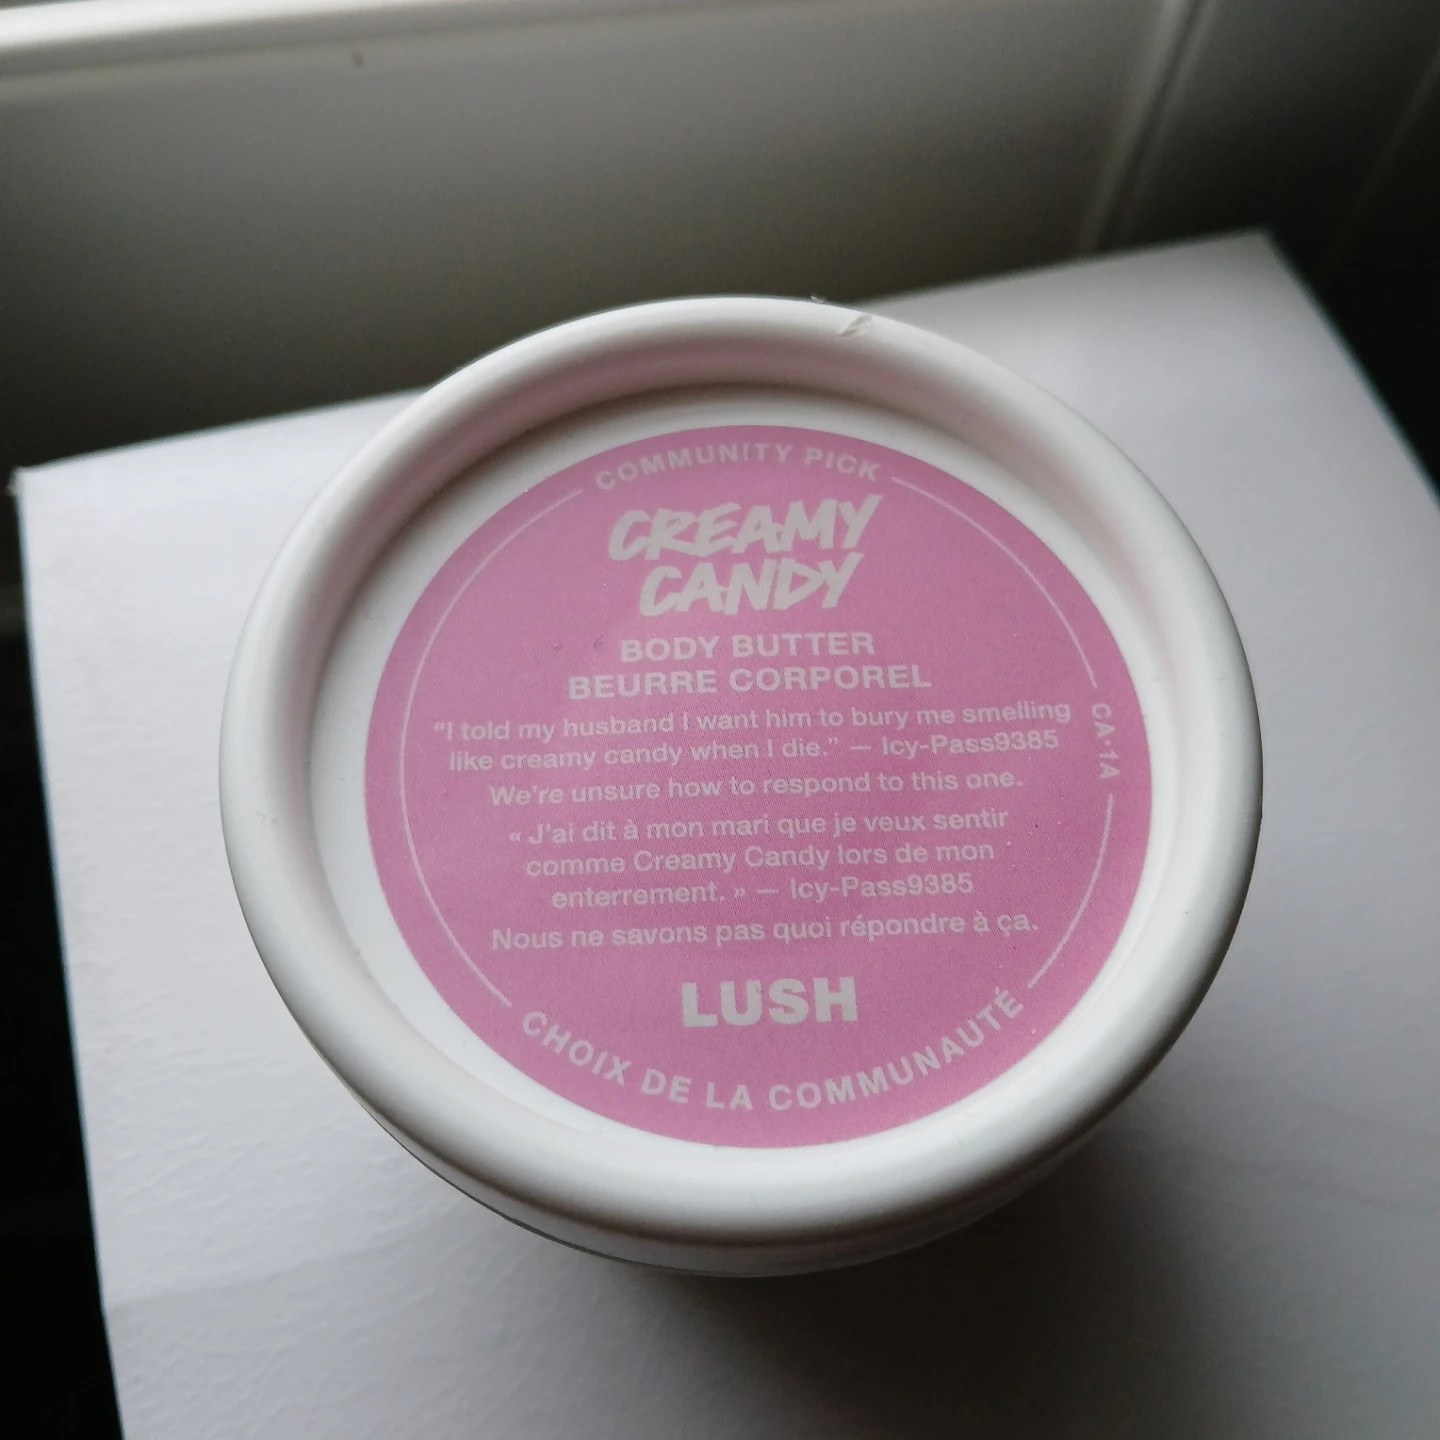 COMMUNITY PICK
CREAMY
CANDY
BODY BUTTER
BEURRE CORPOREL
"I told my husband I want him to bury me smelling
like creamy candy when I die." — Icy-Pass9385
We're unsure how to respond to this one.
« J'ai dit à mon mari que je veux sentir
comme Creamy Candy lors de mon
enterrement. » — Icy-Pass9385
Nous ne savons pas quoi répondre à ça.
LUSH
CHOIX DE LA COMMUNAUTÉ
CA·1A